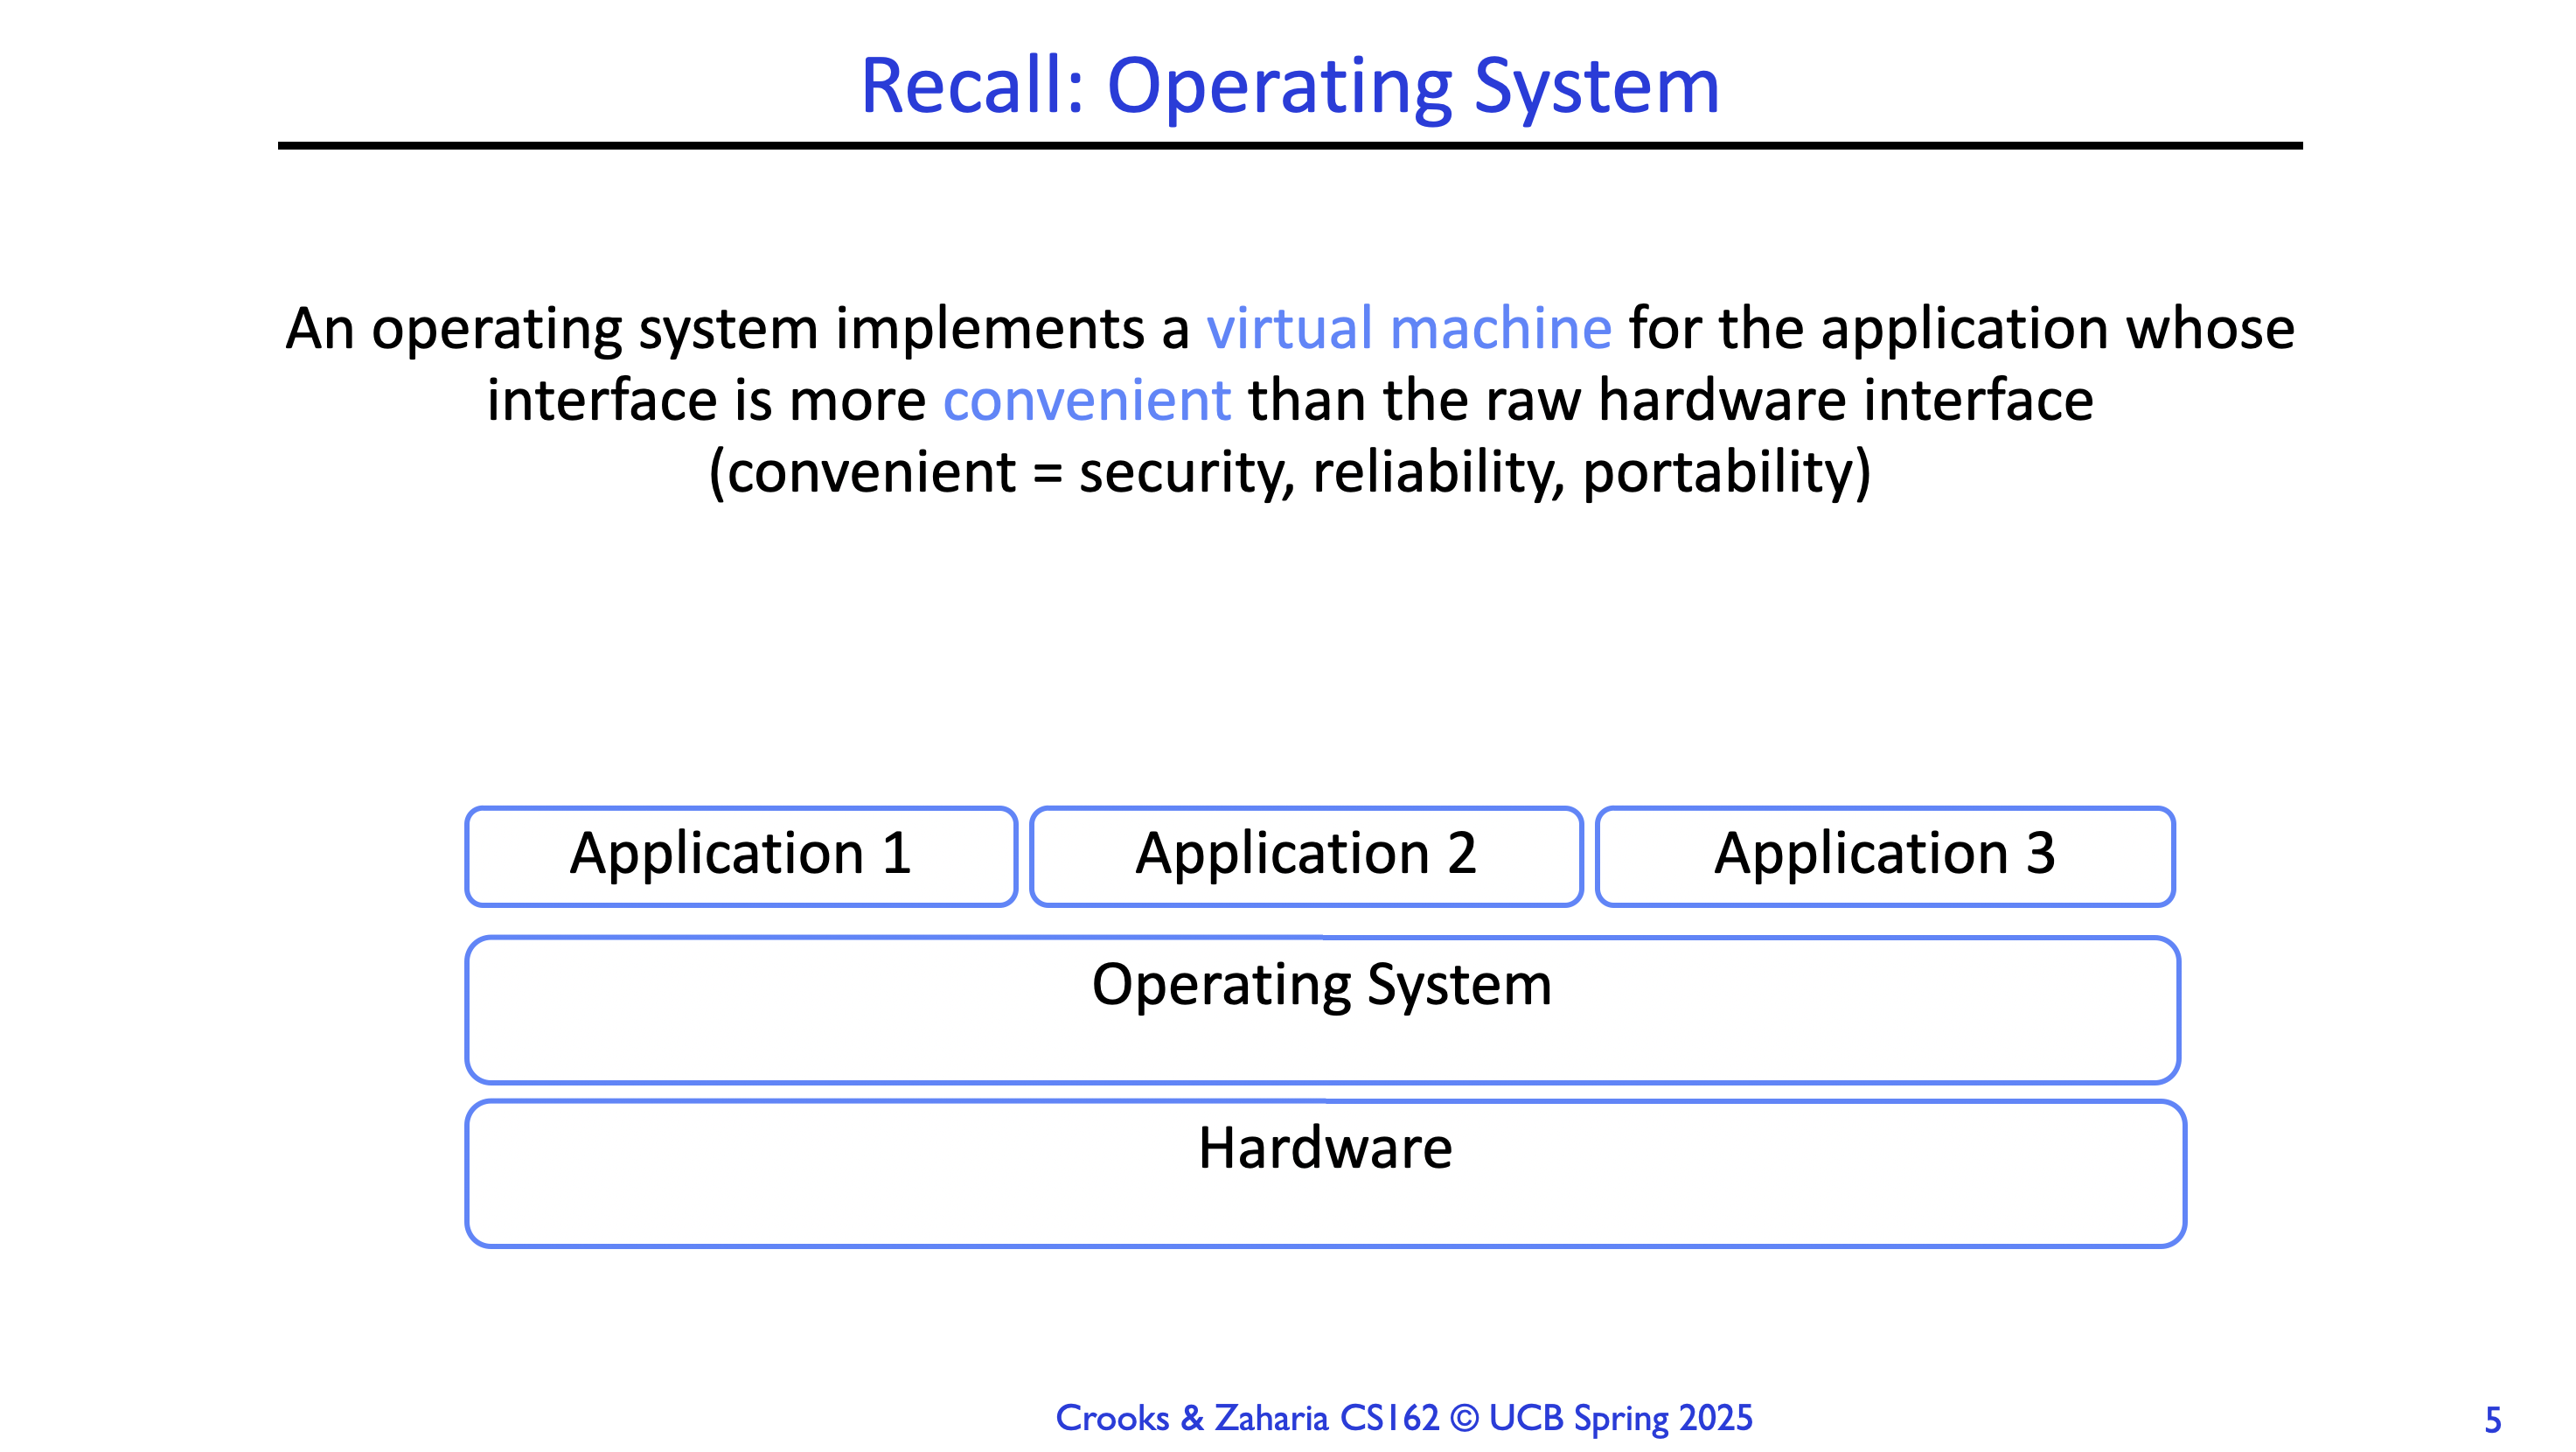 Recall: Operating System
An operating system implements a virtual machine for the application whose
interface is more convenient than the raw hardware interface
(convenient = security, reliability, portability)
Application 1
Application 2
Application 3
Operating System
Hardware
Crooks & Zaharia CS162 © UCB Spring 2025
5